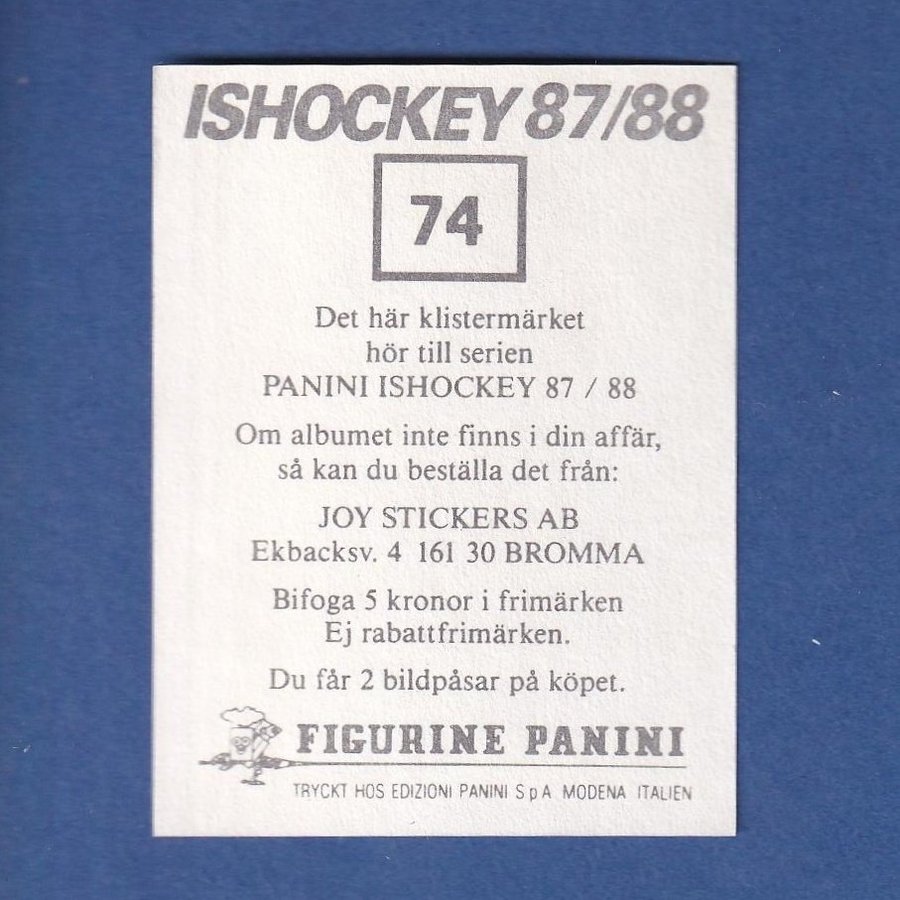 ISHOCKEY 87/88
74
Det här klistermärket
hör till serien
PANINI ISHOCKEY 87 / 88
Om albumet inte finns i din affär,
så kan du beställa det från:
JOY STICKERS AB
Ekbacksv. 4 161 30 BROMMA
Bifoga 5 kronor i frimärken
Ej rabattfrimärken.
Du får 2 bildpåsar på köpet.
FIGURINE PANINI
TRYCKT HOS EDIZIONI PANINI S p A MODENA ITALIEN